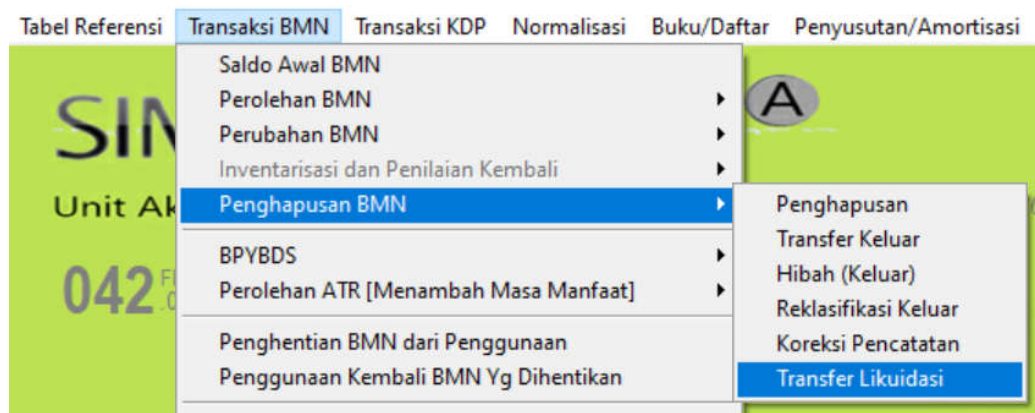 Tabel Referensi Transaksi BMN Transaksi KDP Normalisasi Buku/Daftar Penyusutan/Amortisasi
Saldo Awal BMN
Perolehan BMN
Perubahan BMN
Inventarisasi dan Penilaian Kembali
Penghapusan BMN
BPYBDS
Perolehan ATR [Menambah Masa Manfaat]
Penghentian BMN dari Penggunaan
Penggunaan Kembali BMN Yg Dihentikan
Penghapusan
Transfer Keluar
Hibah (Keluar)
Reklasifikasi Keluar
Koreksi Pencatatan
Transfer Likuidasi
A
Unit
042